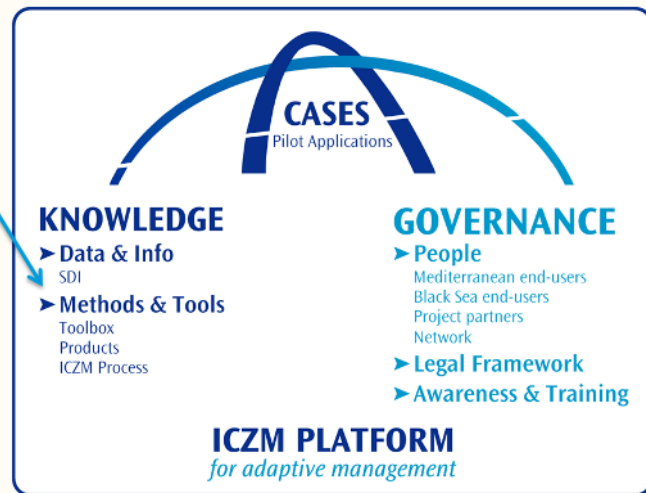 CASES
Pilot Applications
KNOWLEDGE
➤ Data & Info
SDI
➤ Methods & Tools
Toolbox
Products
ICZM Process
GOVERNANCE
➤ People
Mediterranean end-users
Black Sea end-users
Project partners
Network
➤ Legal Framework
➤ Awareness & Training
ICZM PLATFORM
for adaptive management